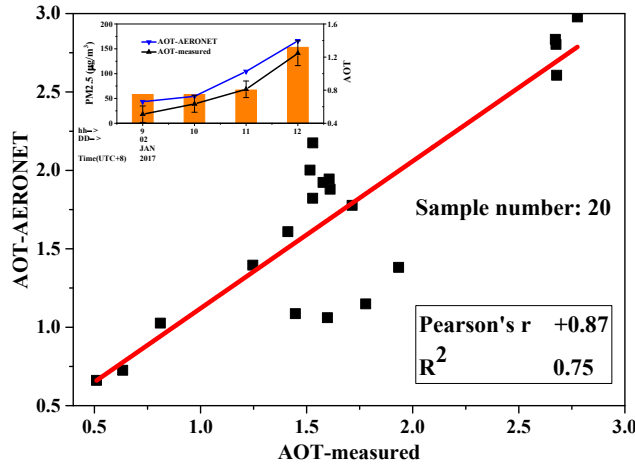 3.0
2.5
2.0
1.5
1.0
0.5
AOT-AERONET
200
150
100
50
0
PM2.5 (µg/m³)
AOT-AERONET
AOT-measured
1.6
1.2
0.8
0.4
AOT
hh
DD
9 10 11 12
02
JAN
Time(UTC+8) 2017
Sample number: 20
Pearson's r +0.87
R² 0.75
0.5 1.0 1.5 2.0 2.5 3.0
AOT-measured